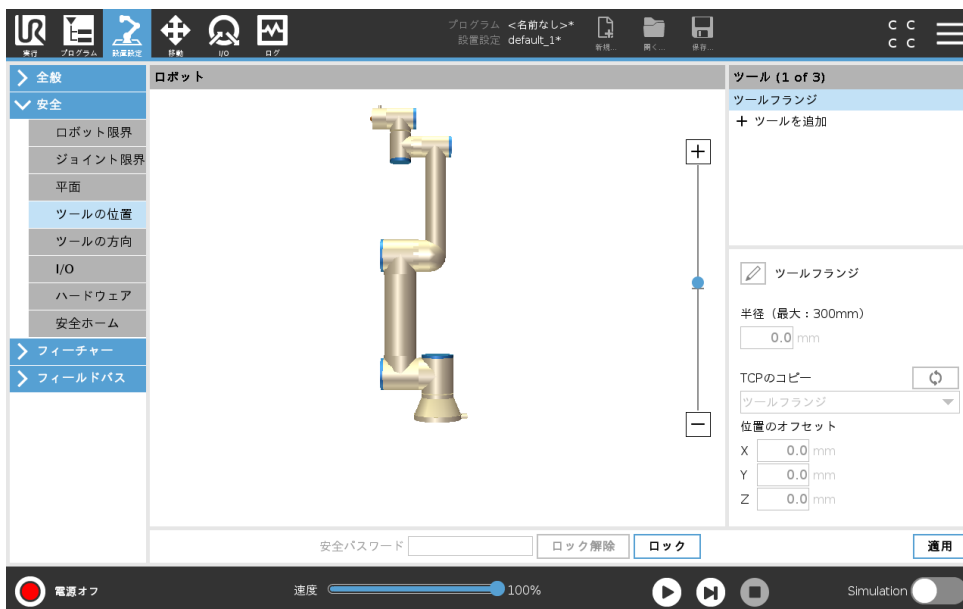 UR
実行
プログラム
設置設定
移動
I/O
ログ
プログラム <名前なし>*
設置設定 default_1*
新規...
開く...
保存...
C C
C C
全般
安全
ロボット限界
ジョイント限界
平面
ツールの位置
ツールの方向
I/O
ハードウェア
安全ホーム
フィーチャー
フィールドバス
ロボット
ツール (1 of 3)
ツールフランジ
+ ツールを追加
ツールフランジ
半径（最大：300mm）
0.0 mm
TCPのコピー
ツールフランジ
位置のオフセット
X 0.0 mm
Y 0.0 mm
Z 0.0 mm
安全パスワード
ロック解除
ロック
適用
電源オフ
速度
100%
Simulation